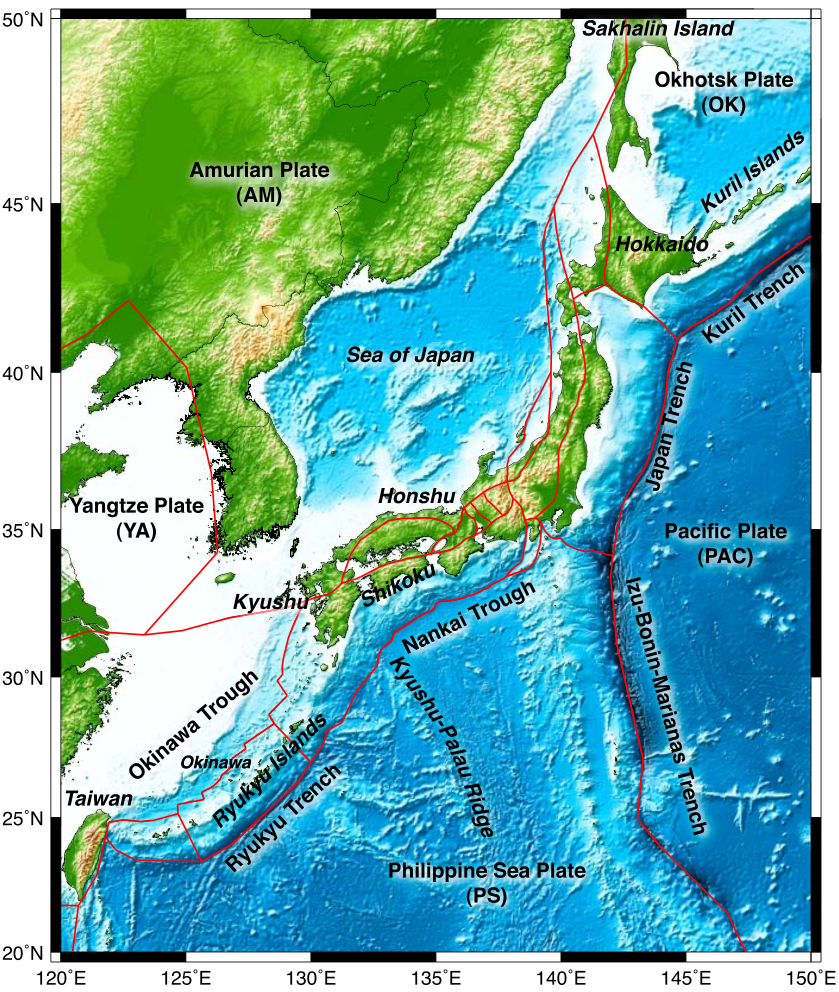 50˚N
Sakhalin Island
Okhotsk Plate
(OK)
Amurian Plate
(AM)
Kuril Islands
45˚N
Hokkaido
Kuril Trench
Sea of Japan
40˚N
Japan Trench
Honshu
Yangtze Plate
(YA)
35˚N
Pacific Plate
(PAC)
Shikoku
Kyushu
Nankai Trough
Izu-Bonin-Marianas Trench
30˚N
Kyushu-Palau Ridge
Okinawa Trough
Okinawa
Ryukyu Islands
Taiwan
25˚N
Ryukyu Trench
Philippine Sea Plate
(PS)
20˚N
120˚E
125˚E
130˚E
135˚E
140˚E
145˚E
150˚E